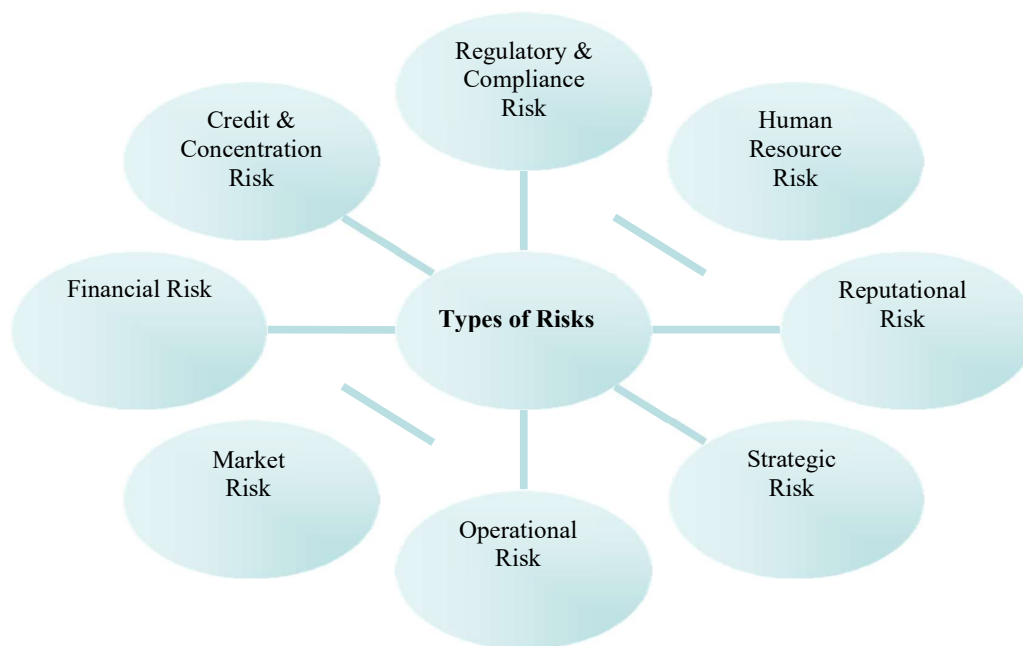 Regulatory &
Compliance
Risk
Human
Resource
Risk
Reputational
Risk
Strategic
Risk
Operational
Risk
Market
Risk
Financial Risk
Credit &
Concentration
Risk
Types of Risks